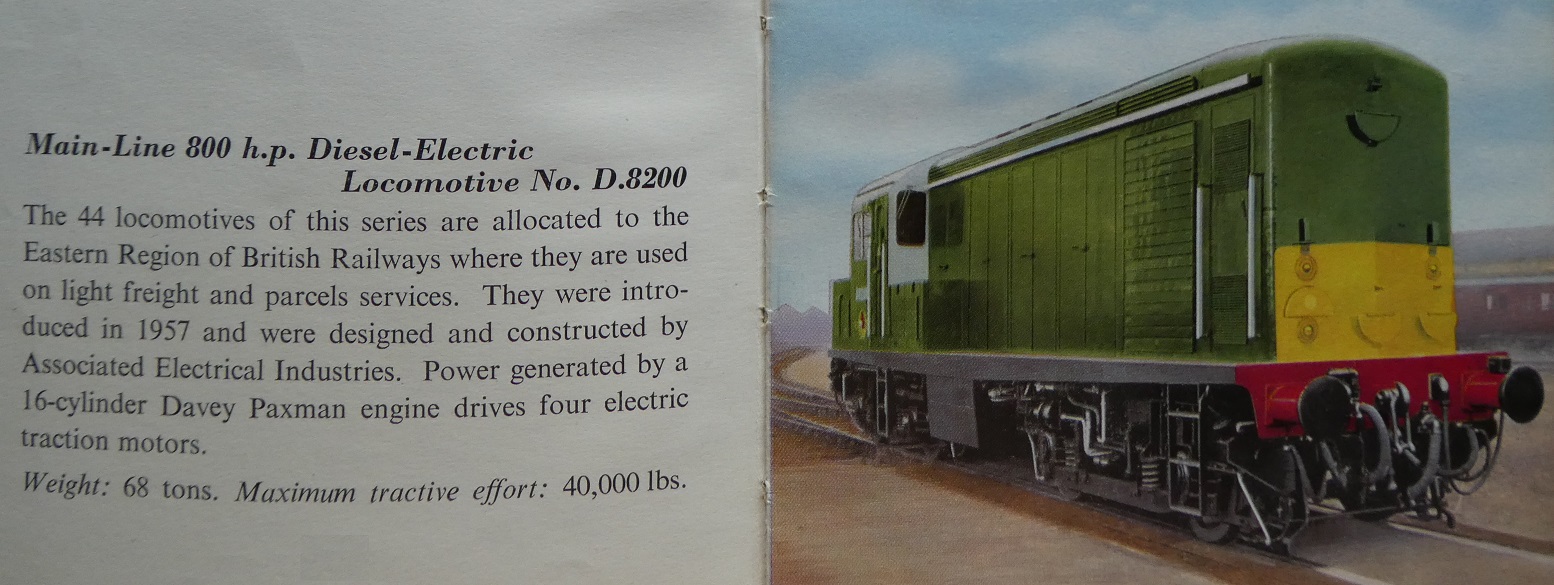 Main-Line 800 h.p. Diesel-Electric
Locomotive No. D.8200
The 44 locomotives of this series are allocated to the
Eastern Region of British Railways where they are used
on light freight and parcels services. They were intro-
duced in 1957 and were designed and constructed by
Associated Electrical Industries. Power generated by a
16-cylinder Davey Paxman engine drives four electric
traction motors.
Weight: 68 tons. Maximum tractive effort: 40,000 lbs.